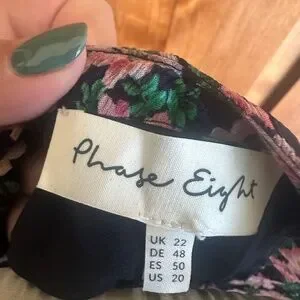 Phase Eight
UK 22
DE 48
ES 50
US 20